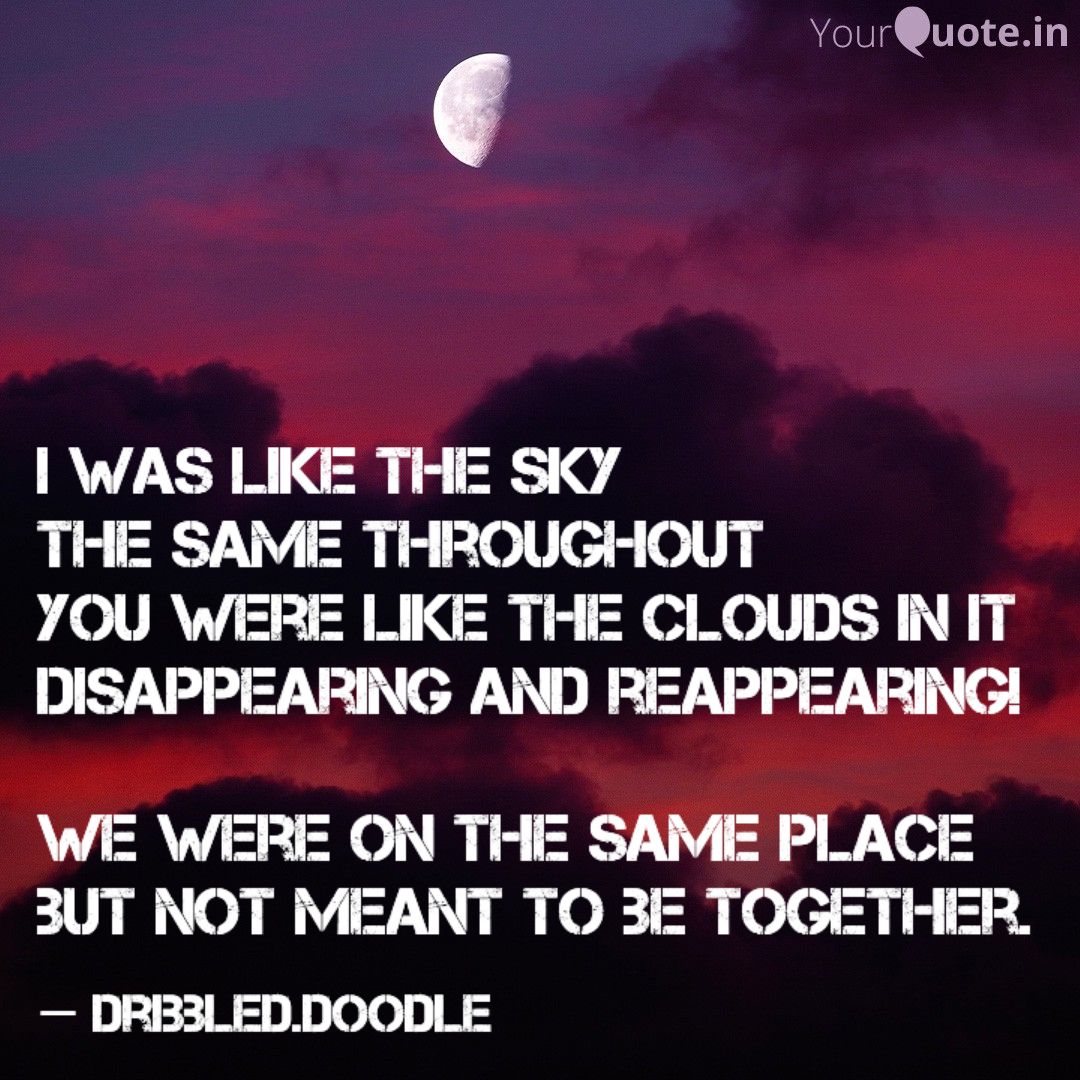 YourQuote.in
I WAS LIKE THE SKY
THE SAME THROUGHOUT
YOU WERE LIKE THE CLOUDS IN IT
DISAPPEARING AND REAPPEARING!
WE WERE ON THE SAME PLACE
BUT NOT MEANT TO BE TOGETHER.
— DRIBBLED.DOODLE